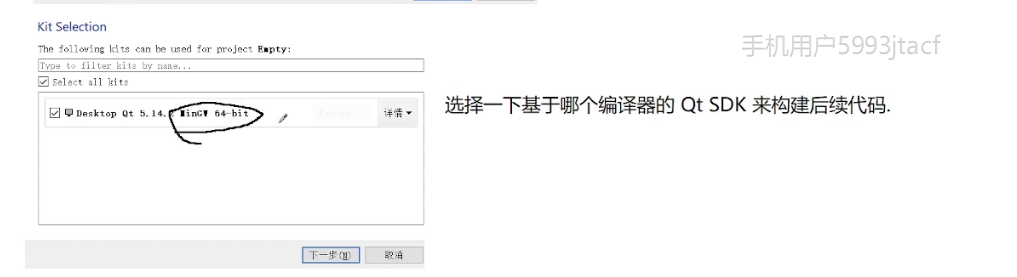 Kit Selection
手机用户5993jtacf
The following kits can be used for project Empty:
Type to filter kits by name...
Select all kits
选择一下基于哪个编译器的 Qt SDK 来构建后续代码.
Desktop Qt 5.14.2 MinGW 64-bit
详情
下一步(N)
取消